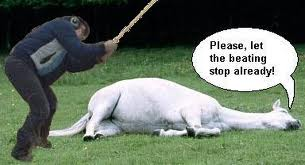 Please, let
the beating
stop already!